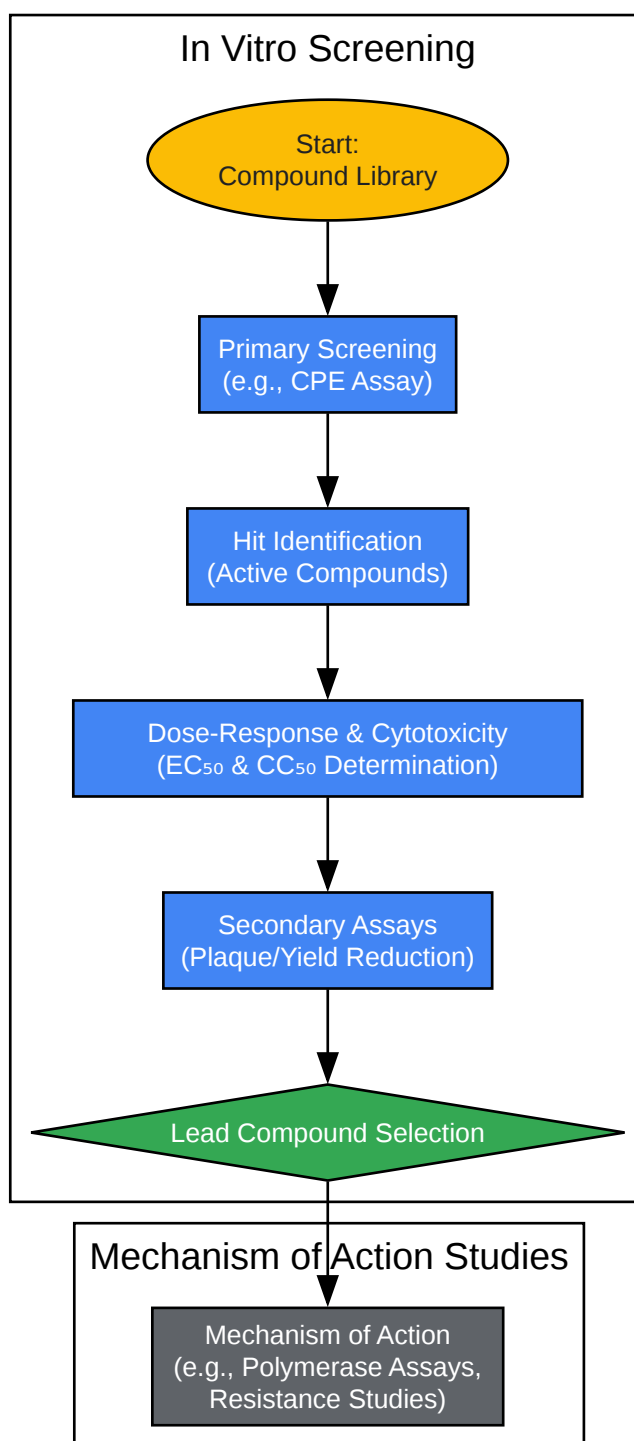 In Vitro Screening
Start:
Compound Library
Primary Screening
(e.g., CPE Assay)
Hit Identification
(Active Compounds)
Dose-Response & Cytotoxicity
(EC₅₀ & CC₅₀ Determination)
Secondary Assays
(Plaque/Yield Reduction)
Lead Compound Selection
Mechanism of Action Studies
Mechanism of Action
(e.g., Polymerase Assays,
Resistance Studies)